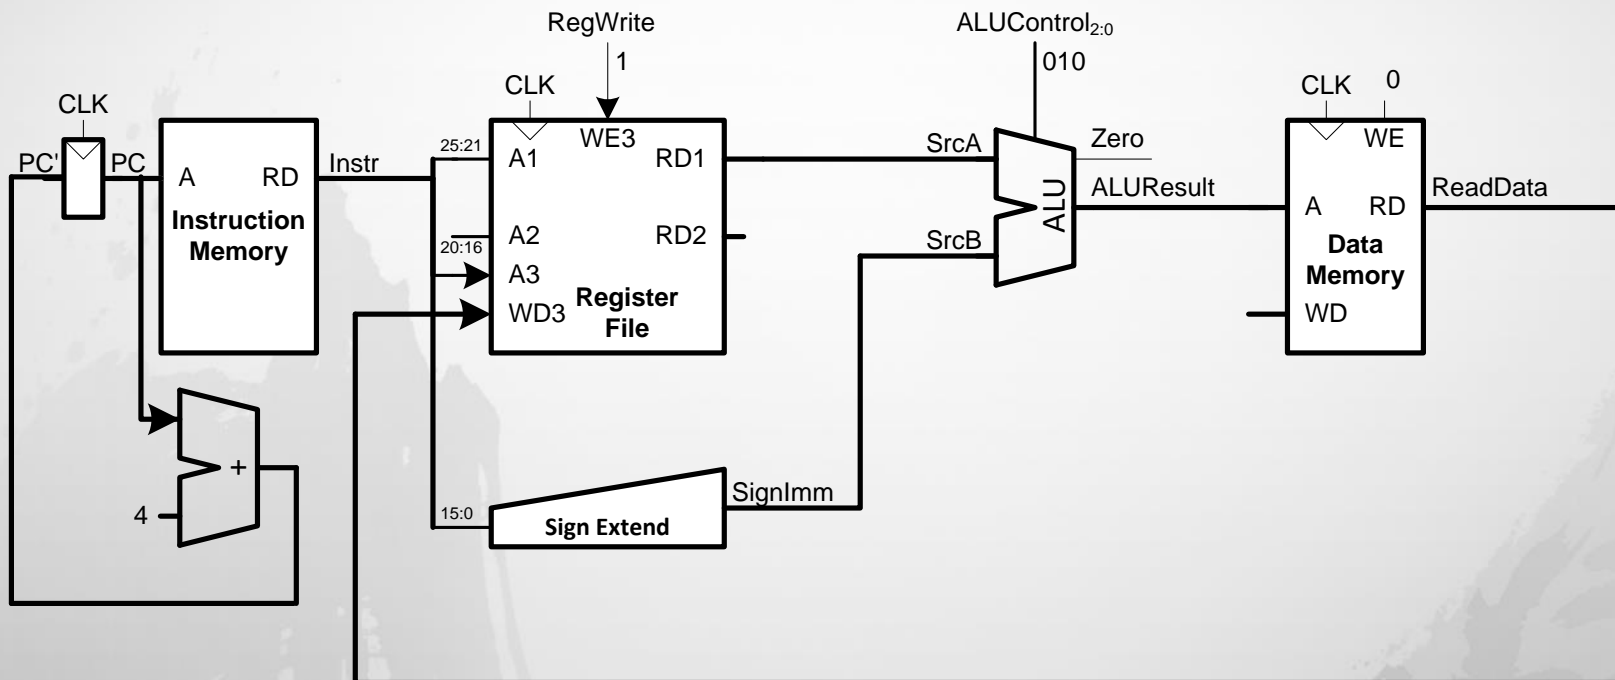 RegWrite
1
ALUControl2:0
010
CLK
PC'
PC
A
RD
Instruction
Memory
Instr
4
+
CLK
25:21
A1
WE3
RD1
A2
20:16
A3
RD2
WD3
Register
File
15:0
Sign Extend
SignImm
SrcA
SrcB
ALU
Zero
ALUResult
CLK
0
WE
A
RD
Data
Memory
WD
ReadData